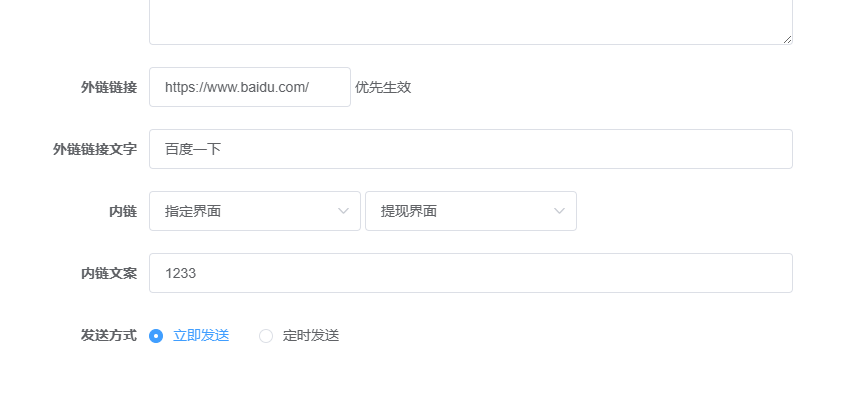 外链链接 https://www.baidu.com/ 优先生效
外链链接文字 百度一下
内链 指定界面 提现界面
内链文案 1233
发送方式 立即发送 定时发送